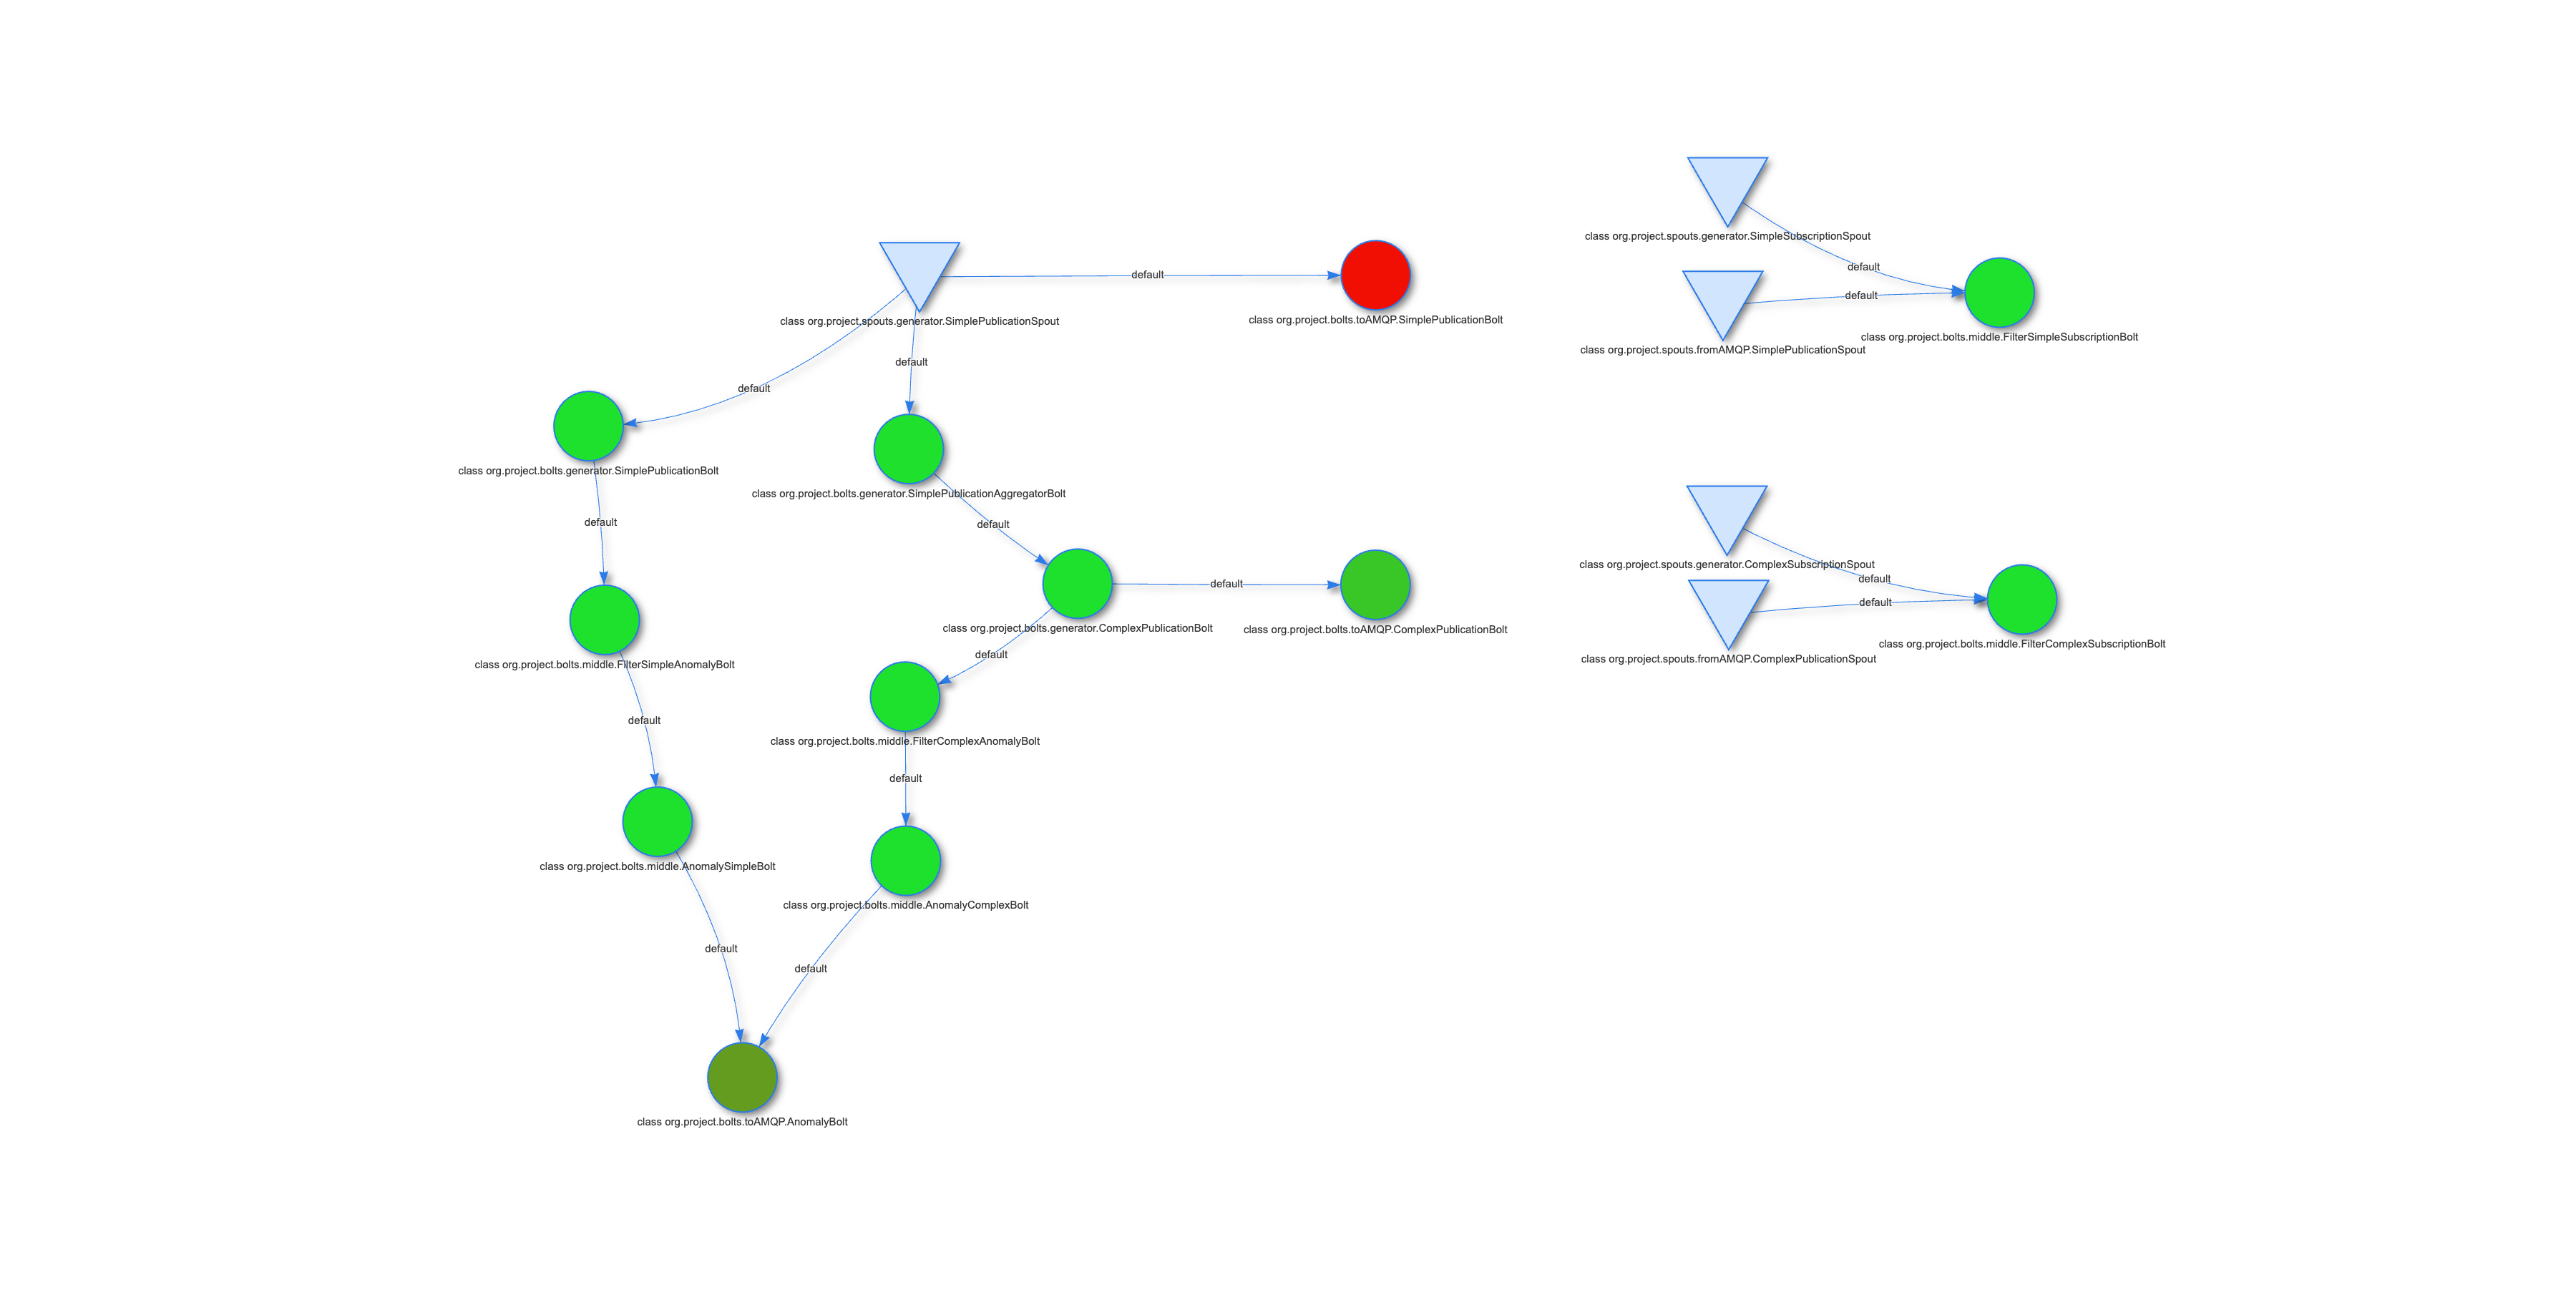 class org.project.spouts.generator.SimpleSubscriptionSpout
default
default
class org.project.bolts.middle.FilterSimpleSubscriptionBolt
class org.project.spouts.fromAMQP.SimplePublicationSpout
default
class org.project.spouts.generator.SimplePublicationSpout
class org.project.bolts.toAMQP.SimplePublicationBolt
default
default
class org.project.bolts.generator.SimplePublicationBolt
class org.project.bolts.generator.SimplePublicationAggregatorBolt
default
default
class org.project.bolts.generator.ComplexPublicationBolt
default
class org.project.bolts.toAMQP.ComplexPublicationBolt
class org.project.spouts.generator.ComplexSubscriptionSpout
default
default
class org.project.bolts.middle.FilterComplexSubscriptionBolt
class org.project.spouts.fromAMQP.ComplexPublicationSpout
class org.project.bolts.middle.FilterSimpleAnomalyBolt
default
default
class org.project.bolts.middle.FilterComplexAnomalyBolt
default
class org.project.bolts.middle.AnomalySimpleBolt
class org.project.bolts.middle.AnomalyComplexBolt
default
default
class org.project.bolts.toAMQP.AnomalyBolt